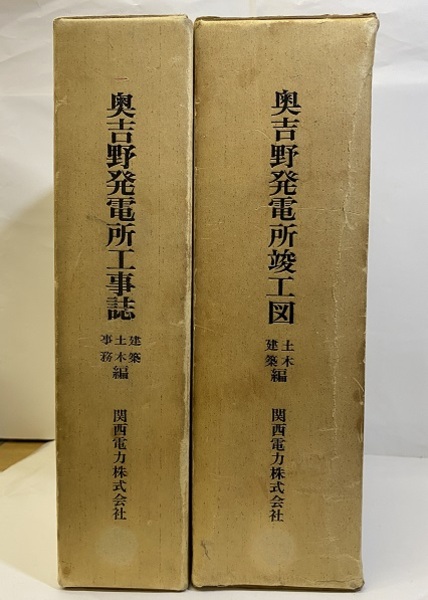 奥吉野発電所工事誌
建築
土木編
事務
関西電力株式会社
奥吉野発電所竣工図
土木
建築編
関西電力株式会社